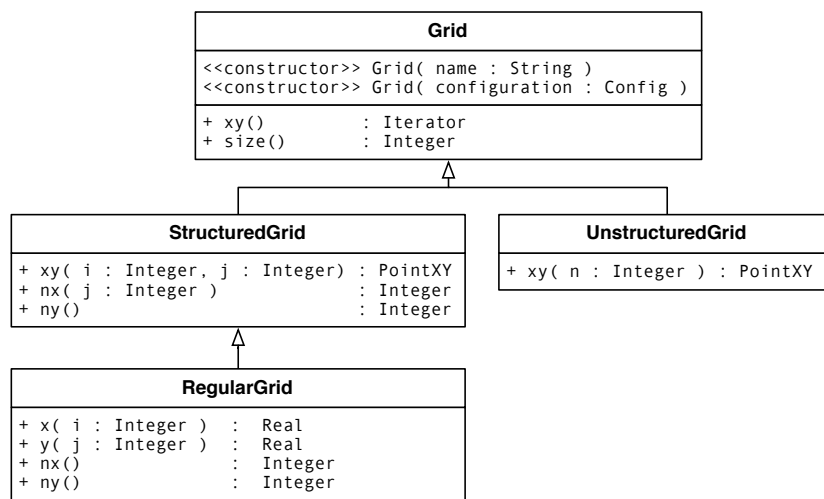 Grid
<<constructor>> Grid( name : String )
<<constructor>> Grid( configuration : Config )
+ xy() : Iterator
+ size() : Integer
StructuredGrid
+ xy( i : Integer, j : Integer) : PointXY
+ nx( j : Integer ) : Integer
+ ny() : Integer
UnstructuredGrid
+ xy( n : Integer ) : PointXY
RegularGrid
+ x( i : Integer ) : Real
+ y( j : Integer ) : Real
+ nx() : Integer
+ ny() : Integer